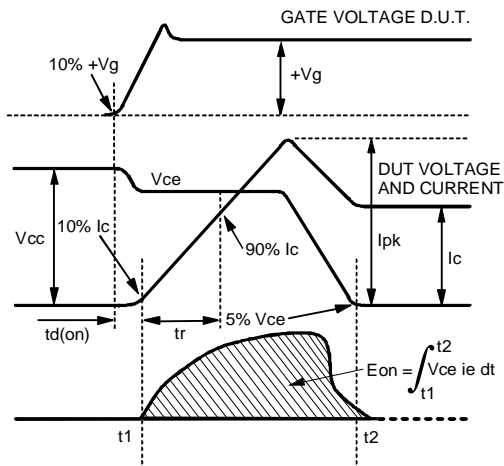 GATE VOLTAGE D.U.T.
10% +Vg
+Vg
Vce
DUT VOLTAGE
AND CURRENT
Vcc
10% Ic
90% Ic
Ipk
Ic
td(on)
tr
5% Vce
Eon = ∫ Vce ie dt
t2
t1
t1
t2